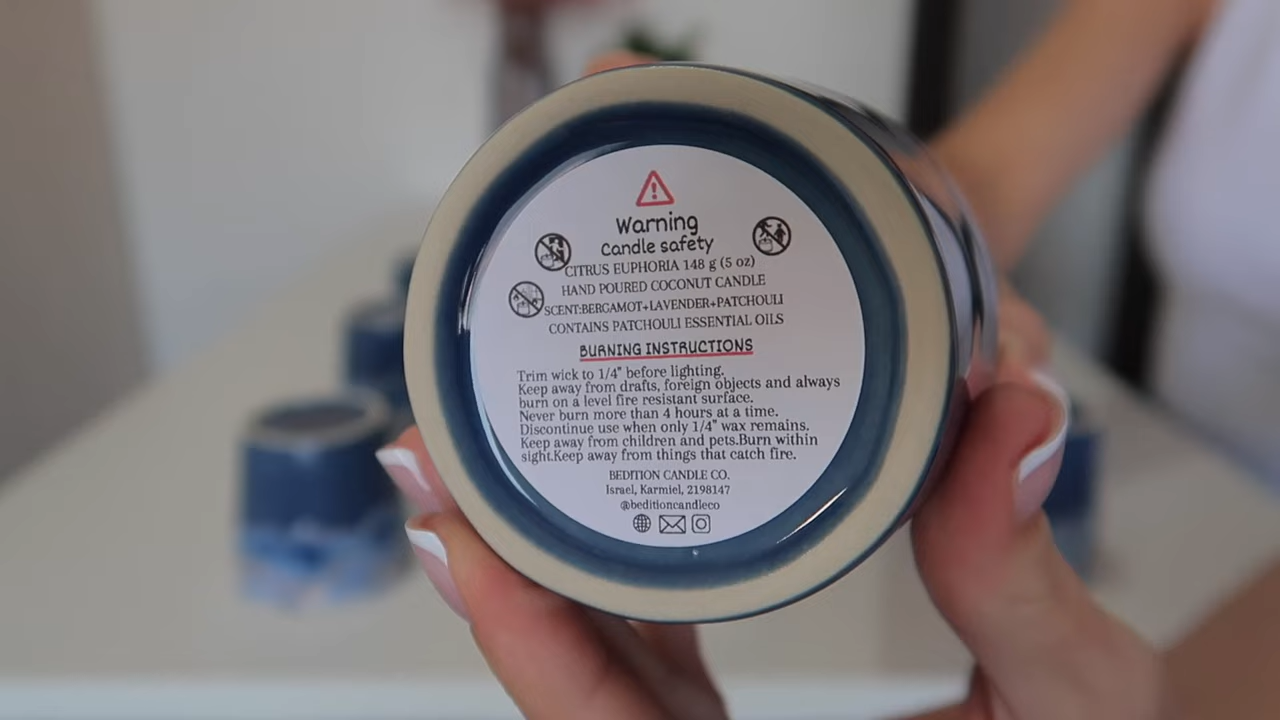 Warning
Candle safety
CITRUS EUPHORIA 148 g (5 oz)
HAND POURED COCONUT CANDLE
SCENT:BERGAMOT+LAVENDER+PATCHOULI
CONTAINS PATCHOULI ESSENTIAL OILS
BURNING INSTRUCTIONS
Trim wick to 1/4" before lighting.
Keep away from drafts, foreign objects and always
burn on a level fire resistant surface.
Never burn more than 4 hours at a time.
Discontinue use when only 1/4" wax remains.
Keep away from children and pets.Burn within
sight.Keep away from things that catch fire.
BEDITION CANDLE CO.
Israel, Karmiel, 2198147
@beditioncandleco